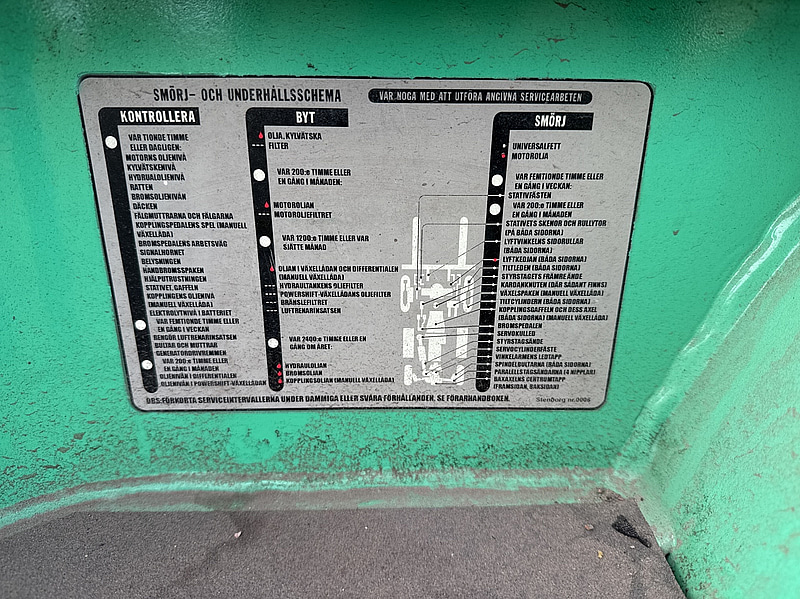 SMÖRJ- OCH UNDERHÅLLSSCHEMA
VAR NOGA MED ATT UTFÖRA ANGIVNA SERVICEARBETEN
KONTROLLERA
VAR TIONDE TIMME
ELLER DAGLIGEN:
MOTORNS OLJENIVÅ
KYLVÄTSKENIVÅ
HYDRUALOLJENIVÅ
RATTEN
BROMSOLJENIVÅN
DÄCKEN
FÄLGMUTTRARNA OCH FÄLGARNA
KOPPLINGSPEDALENS SPEL (MANUELL
VÄXELLÅDA)
BROMSPEDALENS ARBETSVÄG
SIGNALHORNET
BELYSNINGEN
HANDBROMSSPAKEN
HJÄLPUTRUSTNINGEN
STATIVET, GAFFELN
KOPPLINGENS OLJENIVÅ
(MANUELL VÄXELLÅDA)
ELEKTROLYTNIVÅ I BATTERIET
VAR FEMTIONDE TIMME ELLER
EN GÅNG I VECKAN
RENGÖR LUFTRENARINSATSEN
BULTAR OCH MUTTRAR
GENERATORDRIVREMMEN
VAR 200:e TIMME ELLER
EN GÅNG I MÅNADEN
OLJENIVÅN I DIFFERENTIALEN
OLJENIVÅN I POWERSHIFT-VÄXELLÅDAN
BYT
OLJA, KYLVÄTSKA
FILTER
VAR 200:e TIMME ELLER
EN GÅNG I MÅNADEN:
MOTOROLJAN
MOTOROLJEFILTRET
VAR 1200:e TIMME ELLER VAR
SJÄTTE MÅNAD
OLJAN I VÄXELLÅDAN OCH DIFFERENTIALEN
(MANUELL VÄXELLÅDA)
HYDRAULTANKENS OLJEFILTER
POWERSHIFT-VÄXELLÅDANS OLJEFILTER
BRÄNSLEFILTRET
LUFTRENARINSATSEN
VAR 2400:e TIMME ELLER EN
GÅNG OM ÅRET:
HYDRAULOLJAN
BROMSOLJAN
KOPPLINGSOLJAN (MANUELL VÄXELLÅDA)
SMÖRJ
UNIVERSALFETT
MOTOROLJA
VAR FEMTIONDE TIMME ELLER
EN GÅNG I VECKAN:
STATIVFÄSTEN
VAR 200:e TIMME ELLER
EN GÅNG I MÅNADEN
STATIVETS SKENOR OCH RULLYTOR
(PÅ BÅDA SIDORNA)
LYFTVINKELNS SIDORULLAR
(BÅDA SIDORNA)
LYFTKEDJAN (BÅDA SIDORNA)
TILTLEDEN (BÅDA SIDORNA)
STYRSTAGETS FRÄMRE ÄNDE
KARDANKNUTEN (DÄR SÅDANT FINNS)
VÄXELSPAKEN (MANUELL VÄXELLÅDA)
TILTCYLINDERN (BÅDA SIDORNA)
KOPPLINGSGAFFELN OCH DESS AXEL
(BÅDA SIDORNA) (MANUELL VÄXELLÅDA)
BROMSPEDALEN
SERVOKULLED
STYRSTAGSÄNDE
SERVOCYLINDERFÄSTE
VINKELARMENS LEDTAPP
SPINDELBULTARNA (BÅDA SIDORNA)
PARALLELLSTAGSÄNDARNA (4 NIPPLAR)
BAKAXELNS CENTRUMTAPP
(FRAMSIDAN, BAKSIDAN)
OBS: FÖRKORTA SERVICEINTERVALLERNA UNDER DAMMIGA ELLER SVÅRA FÖRHÅLLANDEN. SE FÖRARHANDBOKEN.
Stenborg nr.0006